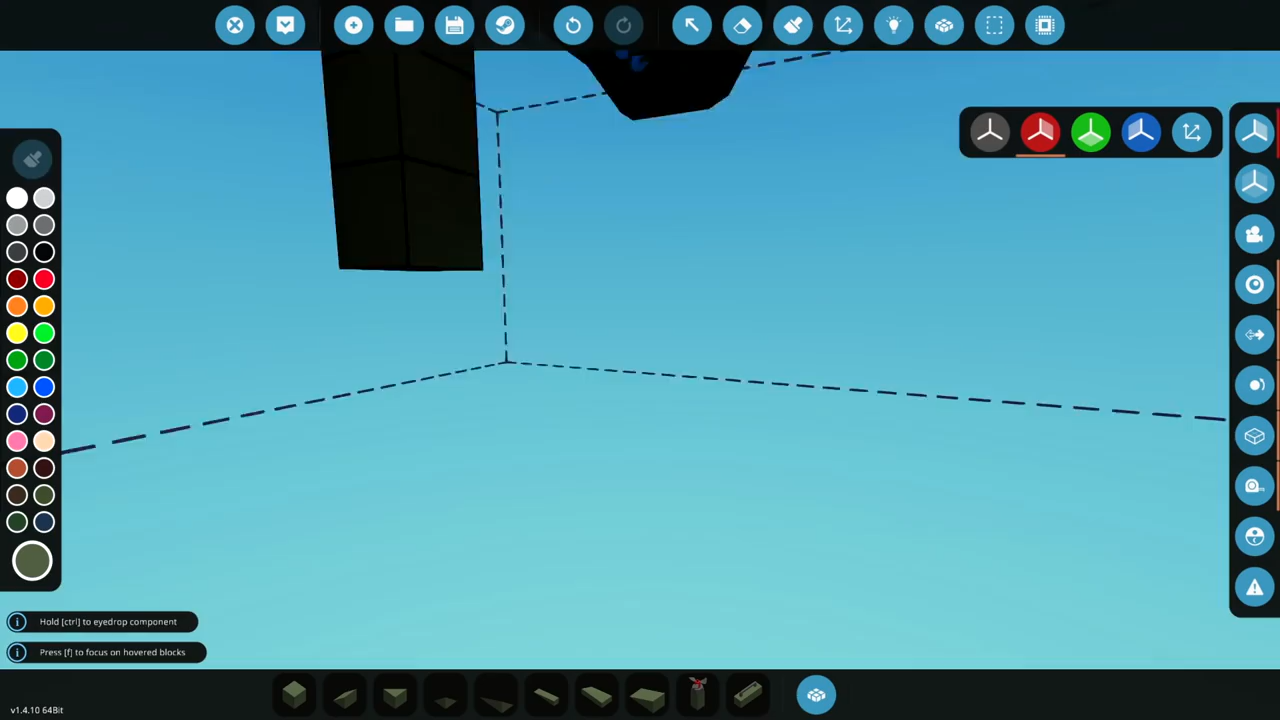 Hold [ctrl] to eyedrop component
Press [f] to focus on hovered blocks
v1.4.10 64Bit